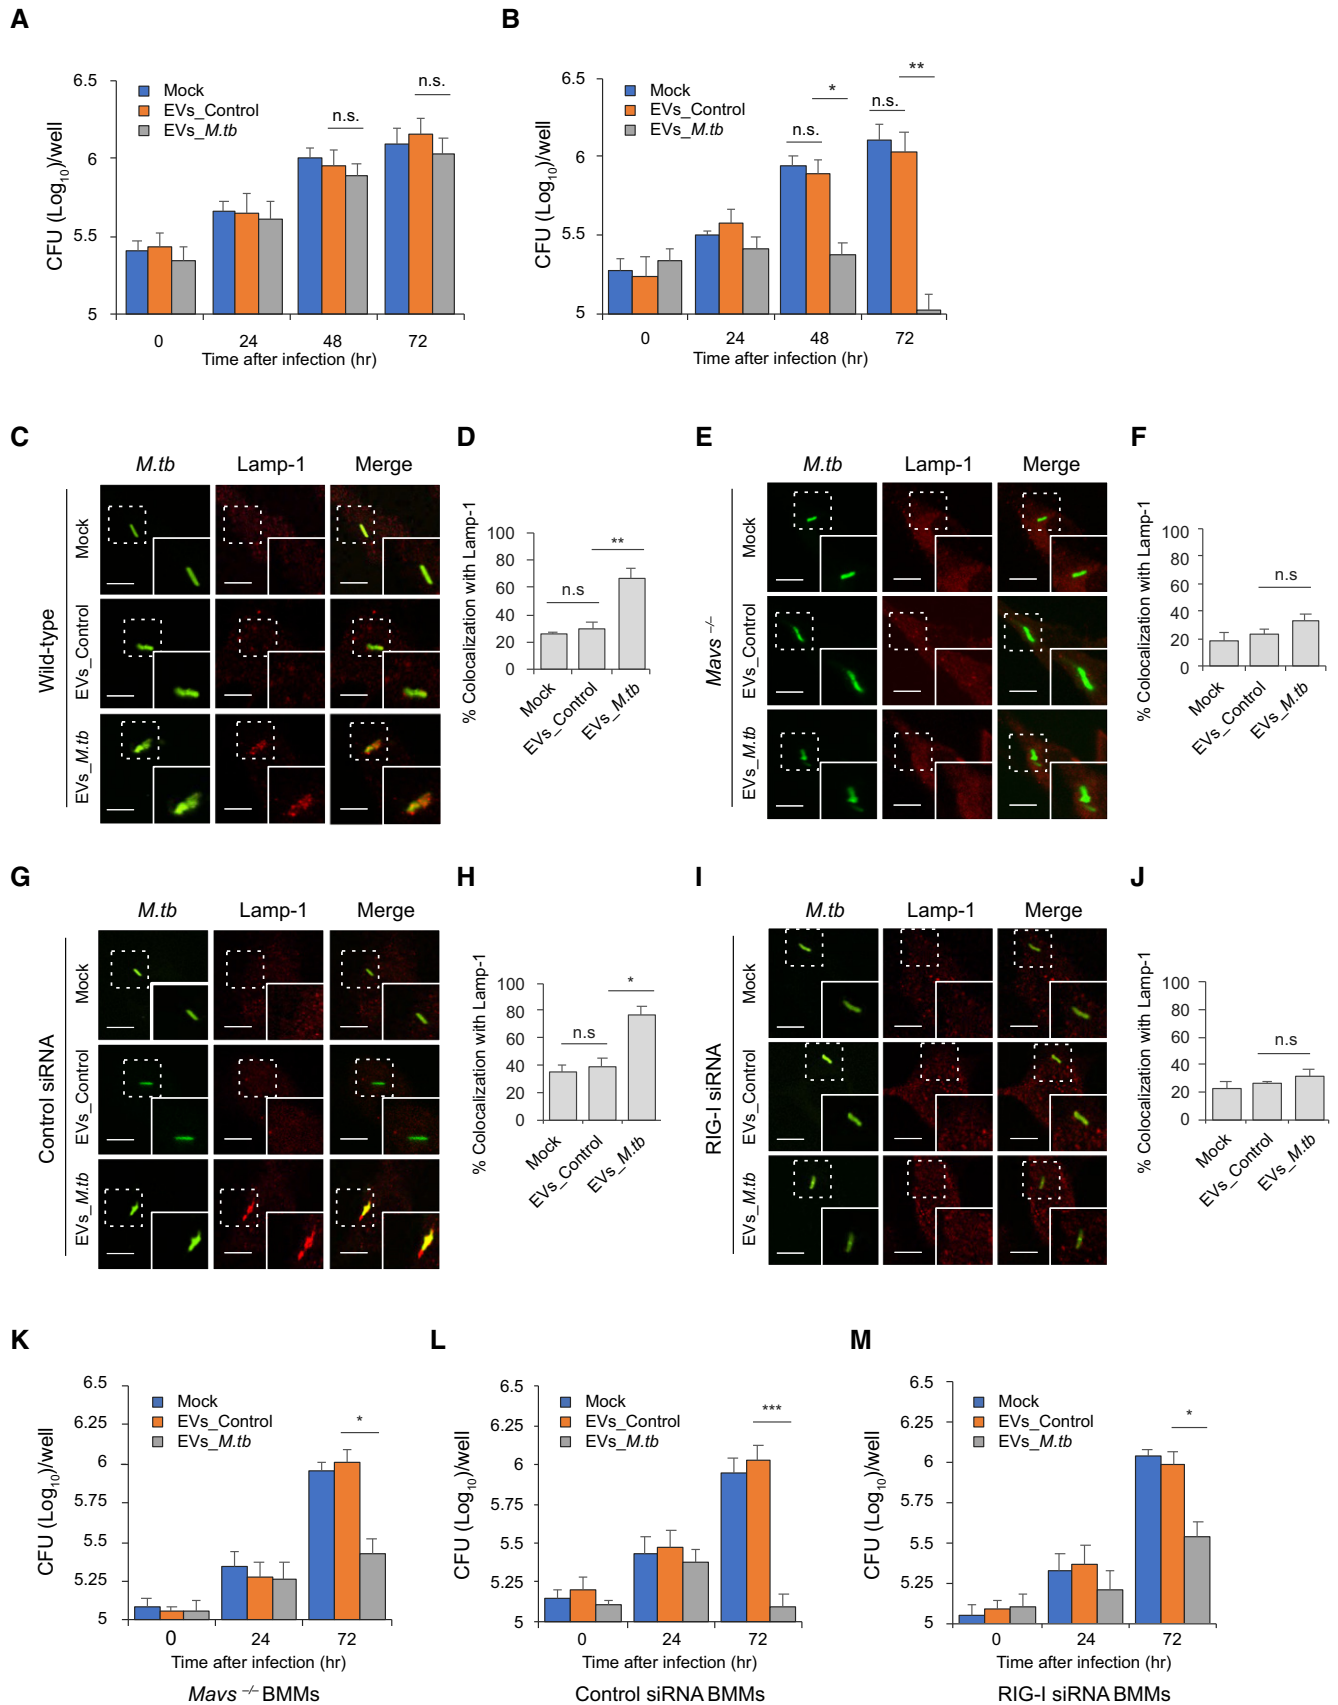 A
B
6.5
6
5.5
5
CFU (Log10)/well
Mock
EVs_Control
EVs_M.tb
n.s.
n.s.
0 24 48 72
Time after infection (hr)
6.5
6
5.5
5
CFU (Log10)/well
Mock
EVs_Control
EVs_M.tb
n.s.
*
n.s.
**
0 24 48 72
Time after infection (hr)
C
M.tb Lamp-1 Merge
Wild-type
Mock
EVs_Control
EVs_M.tb
D
% Colocalization with Lamp-1
100
80
60
40
20
0
n.s
**
Mock
EVs_Control
EVs_M.tb
E
M.tb Lamp-1 Merge
Mavs –/–
Mock
EVs_Control
EVs_M.tb
F
% Colocalization with Lamp-1
100
80
60
40
20
0
n.s
Mock
EVs_Control
EVs_M.tb
G
M.tb Lamp-1 Merge
Control siRNA
Mock
EVs_Control
EVs_M.tb
H
% Colocalization with Lamp-1
100
80
60
40
20
0
n.s
*
Mock
EVs_Control
EVs_M.tb
I
M.tb Lamp-1 Merge
RIG-I siRNA
Mock
EVs_Control
EVs_M.tb
J
% Colocalization with Lamp-1
100
80
60
40
20
0
n.s
Mock
EVs_Control
EVs_M.tb
K
6.5
6.25
6
5.75
5.5
5.25
5
CFU (Log10)/well
Mock
EVs_Control
EVs_M.tb
*
0 24 72
Time after infection (hr)
Mavs –/– BMMs
L
6.5
6.25
6
5.75
5.5
5.25
5
CFU (Log10)/well
Mock
EVs_Control
EVs_M.tb
***
0 24 72
Time after infection (hr)
Control siRNA BMMs
M
6.5
6.25
6
5.75
5.5
5.25
5
CFU (Log10)/well
Mock
EVs_Control
EVs_M.tb
*
0 24 72
Time after infection (hr)
RIG-I siRNA BMMs